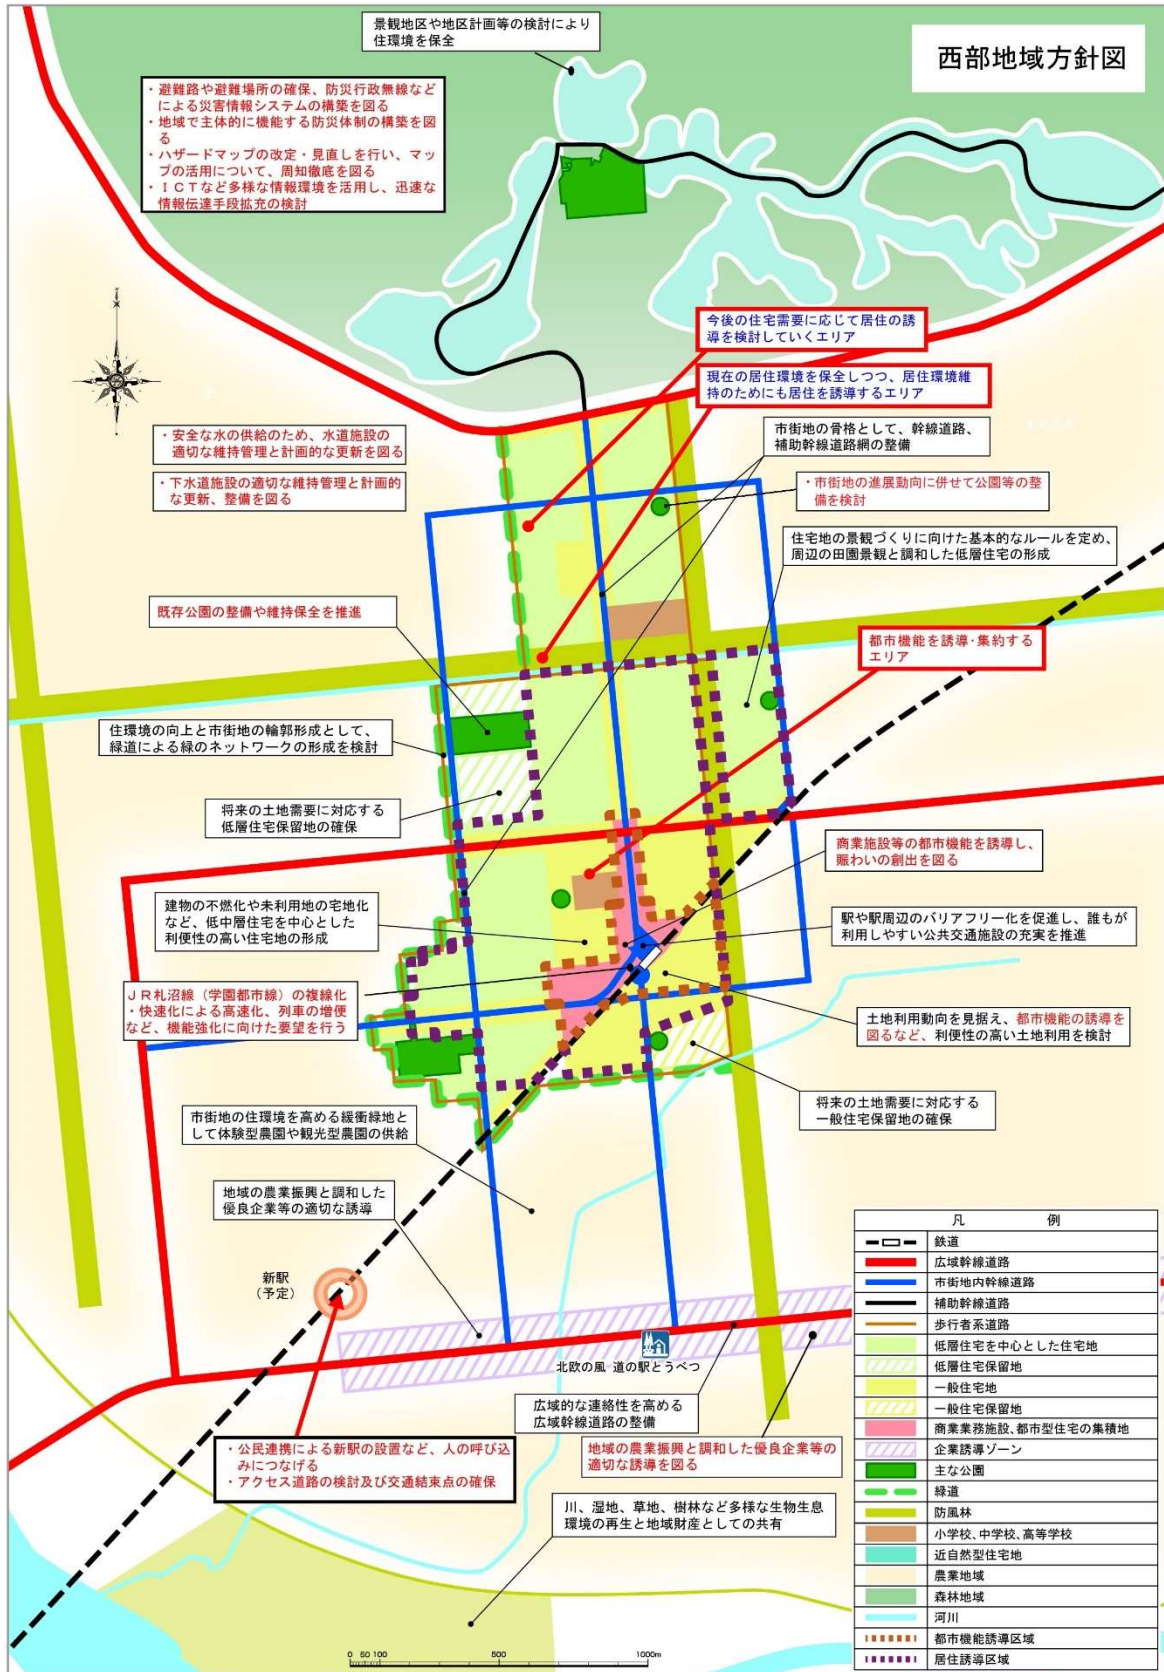 西部地域方針図
景観地区や地区計画等の検討により
住環境を保全
・避難路や避難場所の確保、防災行政無線など
による災害情報システムの構築を図る
・地域で主体的に機能する防災体制の構築を図
る
・ハザードマップの改定・見直しを行い、マッ
プの活用について、周知徹底を図る
・ＩＣＴなど多様な情報環境を活用し、迅速な
情報伝達手段拡充の検討
今後の住宅需要に応じて居住の誘
導を検討していくエリア
現在の居住環境を保全しつつ、居住環境維
持のためにも居住を誘導するエリア
市街地の骨格として、幹線道路、
補助幹線道路網の整備
・安全な水の供給のため、水道施設の
適切な維持管理と計画的な更新を図る
・下水道施設の適切な維持管理と計画的
な更新、整備を図る
・市街地の進展動向に併せて公園等の整
備を検討
住宅地の景観づくりに向けた基本的なルールを定め、
周辺の田園景観と調和した低層住宅の形成
既存公園の整備や維持保全を推進
都市機能を誘導・集約する
エリア
住環境の向上と市街地の輪郭形成として、
緑道による緑のネットワークの形成を検討
将来の土地需要に対応する
低層住宅保留地の確保
商業施設等の都市機能を誘導し、
賑わいの創出を図る
建物の不燃化や未利用地の宅地化
など、低中層住宅を中心とした
利便性の高い住宅地の形成
駅や駅周辺のバリアフリー化を促進し、誰もが
利用しやすい公共交通施設の充実を推進
ＪＲ札沼線（学園都市線）の複線化
・快速化による高速化、列車の増便
など、機能強化に向けた要望を行う
土地利用動向を見据え、都市機能の誘導を
図るなど、利便性の高い土地利用を検討
将来の土地需要に対応する
一般住宅保留地の確保
市街地の住環境を高める緩衝緑地と
して体験型農園や観光型農園の供給
地域の農業振興と調和した
優良企業等の適切な誘導
新駅
（予定）
北欧の風 道の駅とうべつ
広域的な連絡性を高める
広域幹線道路の整備
・公民連携による新駅の設置など、人の呼び込
みにつなげる
・アクセス道路の検討及び交通結束点の確保
地域の農業振興と調和した優良企業等の
適切な誘導を図る
川、湿地、草地、樹林など多様な生物生息
環境の再生と地域財産としての共有
凡 例
鉄道
広域幹線道路
市街地内幹線道路
補助幹線道路
歩行者系道路
低層住宅を中心とした住宅地
低層住宅保留地
一般住宅地
一般住宅保留地
商業業務施設、都市型住宅の集積地
企業誘導ゾーン
主な公園
緑道
防風林
小学校、中学校、高等学校
近自然型住宅地
農業地域
森林地域
河川
都市機能誘導区域
居住誘導区域
0 50 100 500 1000m